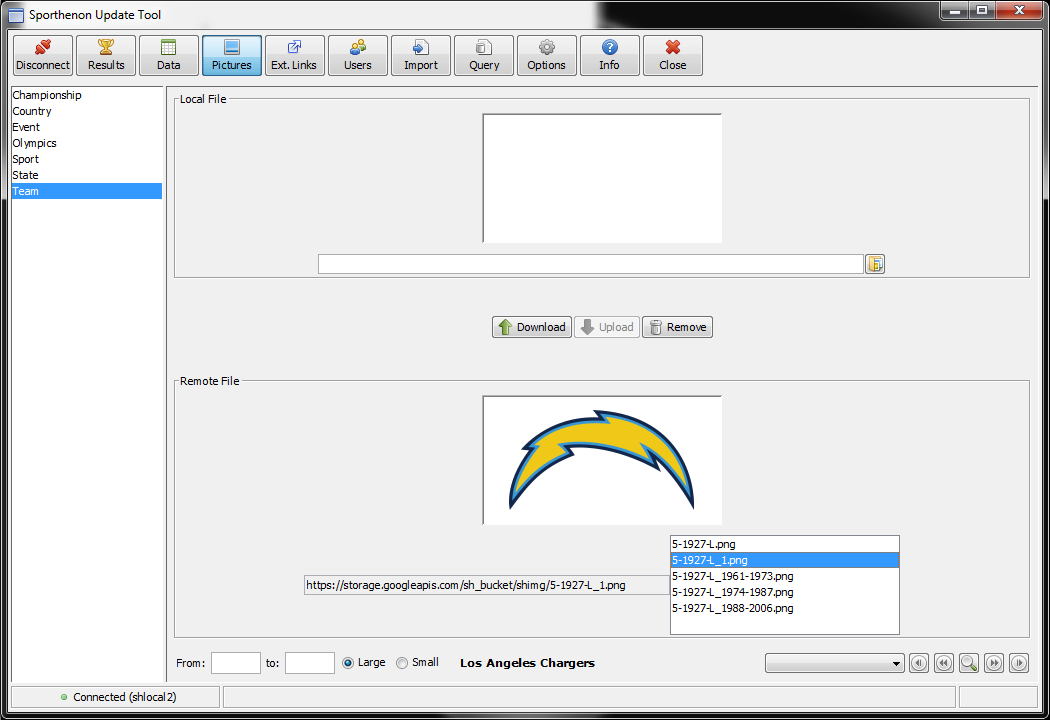 Sporthenon Update Tool
Disconnect Results Data Pictures Ext. Links Users Import Query Options Info Close
Championship
Country
Event
Olympics
Sport
State
Team
Local File
Download Upload Remove
Remote File
https://storage.googleapis.com/sh_bucket/shimg/5-1927-L_1.png
5-1927-L.png
5-1927-L_1.png
5-1927-L_1961-1973.png
5-1927-L_1974-1987.png
5-1927-L_1988-2006.png
From: to: Large Small Los Angeles Chargers
Connected (shlocal2)